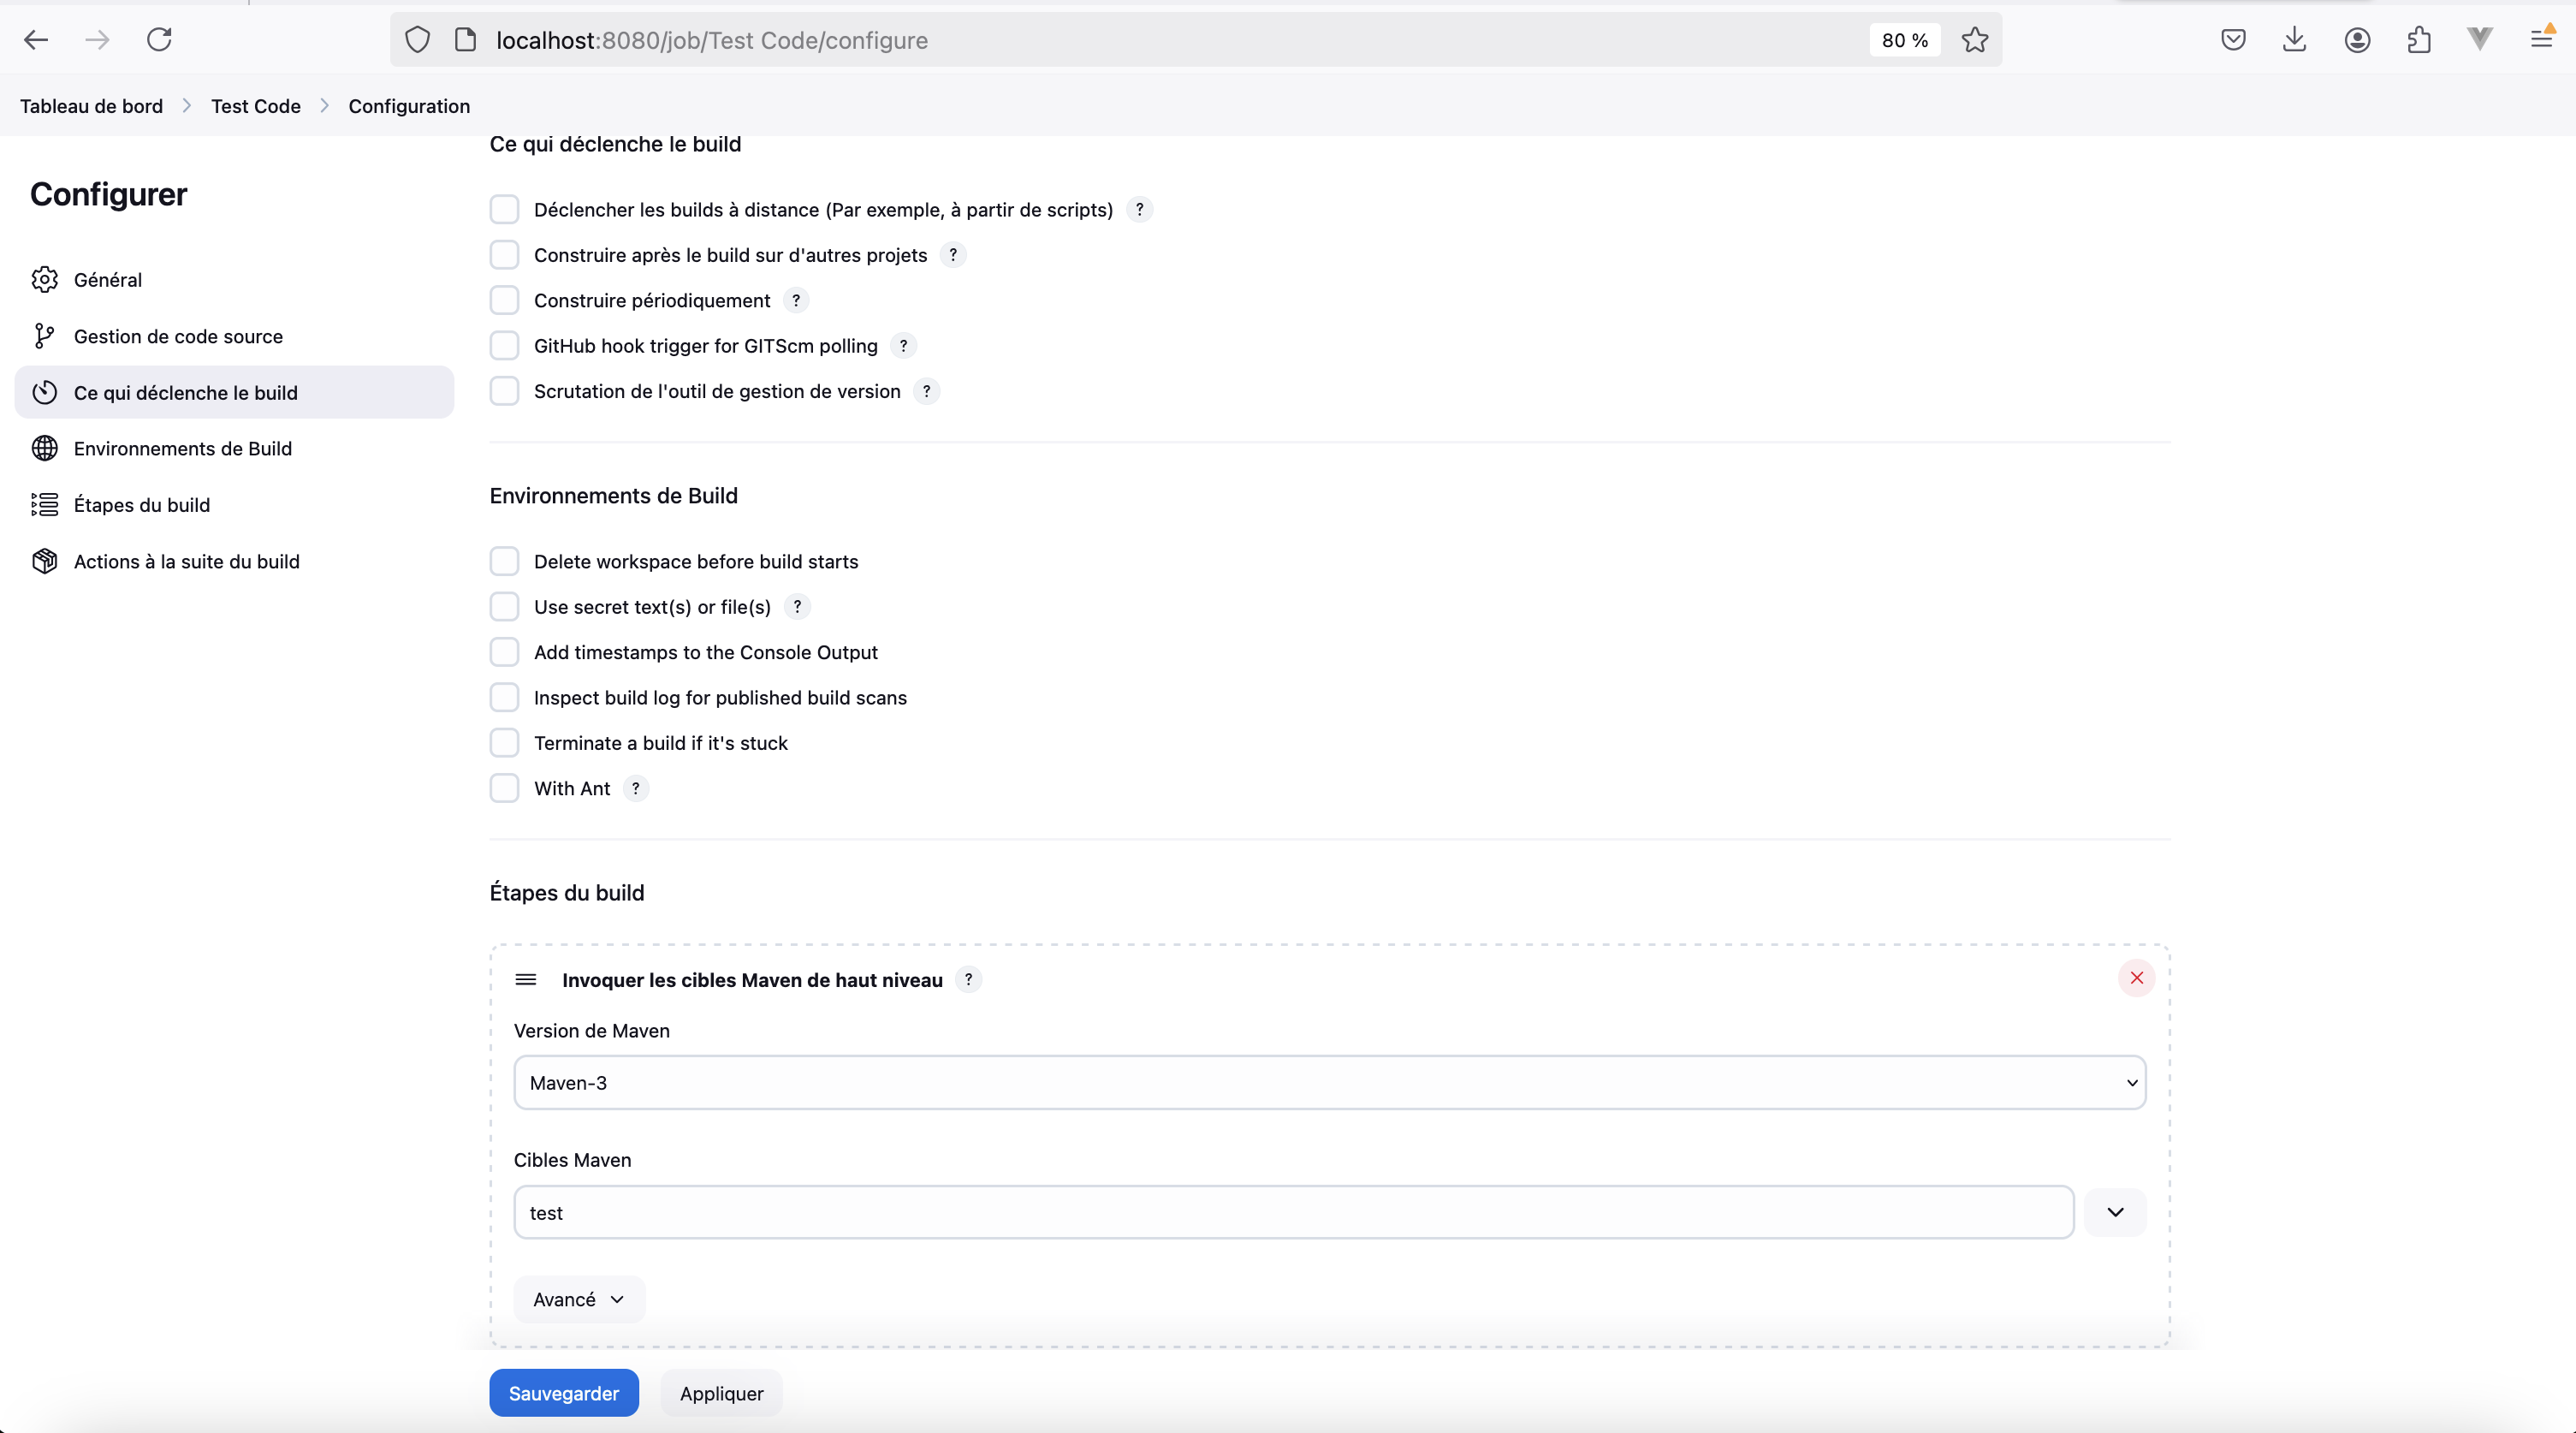 localhost:8080/job/Test Code/configure
80 %
Tableau de bord
Test Code
Configuration
Configurer
Général
Gestion de code source
Ce qui déclenche le build
Environnements de Build
Étapes du build
Actions à la suite du build
Ce qui déclenche le build
Déclencher les builds à distance (Par exemple, à partir de scripts) ?
Construire après le build sur d'autres projets ?
Construire périodiquement ?
GitHub hook trigger for GITScm polling ?
Scrutation de l'outil de gestion de version ?
Environnements de Build
Delete workspace before build starts
Use secret text(s) or file(s) ?
Add timestamps to the Console Output
Inspect build log for published build scans
Terminate a build if it's stuck
With Ant ?
Étapes du build
Invoquer les cibles Maven de haut niveau ?
Version de Maven
Maven-3
Cibles Maven
test
Avancé
Sauvegarder
Appliquer